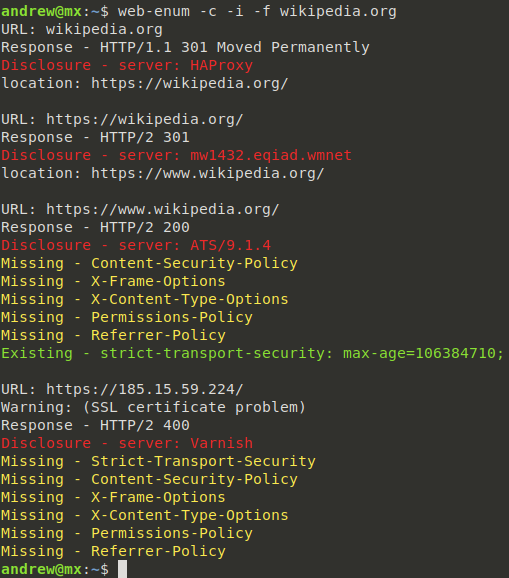 andrew@mx:~$ web-enum -c -i -f wikipedia.org
URL: wikipedia.org
Response - HTTP/1.1 301 Moved Permanently
Disclosure - server: HAProxy
location: https://wikipedia.org/

URL: https://wikipedia.org/
Response - HTTP/2 301
Disclosure - server: mw1432.eqiad.wmnet
location: https://www.wikipedia.org/

URL: https://www.wikipedia.org/
Response - HTTP/2 200
Disclosure - server: ATS/9.1.4
Missing - Content-Security-Policy
Missing - X-Frame-Options
Missing - X-Content-Type-Options
Missing - Permissions-Policy
Missing - Referrer-Policy
Existing - strict-transport-security: max-age=106384710;

URL: https://185.15.59.224/
Warning: (SSL certificate problem)
Response - HTTP/2 400
Disclosure - server: Varnish
Missing - Strict-Transport-Security
Missing - Content-Security-Policy
Missing - X-Frame-Options
Missing - X-Content-Type-Options
Missing - Permissions-Policy
Missing - Referrer-Policy
andrew@mx:~$